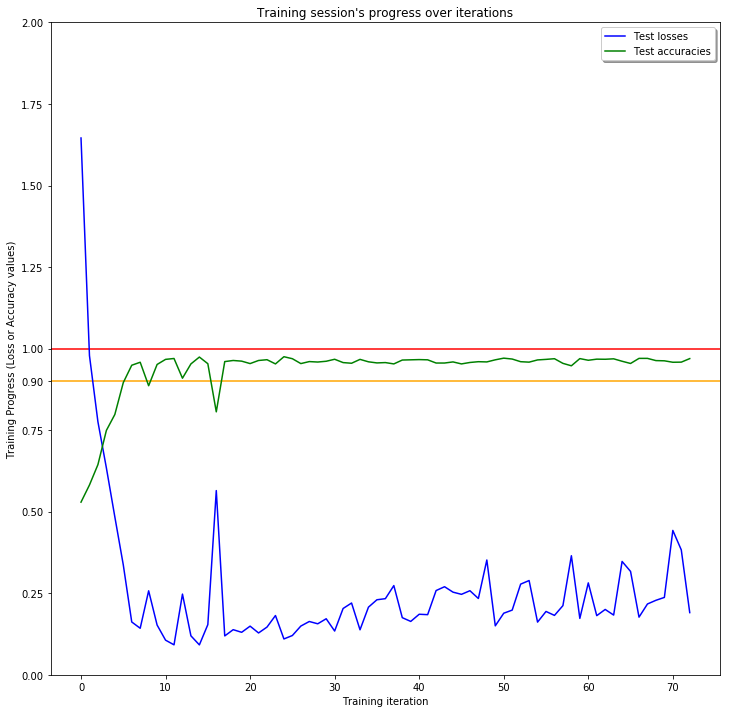 Training session's progress over iterations
Test losses
Test accuracies
2.00
1.75
1.50
1.25
1.00
0.90
0.75
0.50
0.25
0.00
Training Progress (Loss or Accuracy values)
0 10 20 30 40 50 60 70
Training iteration